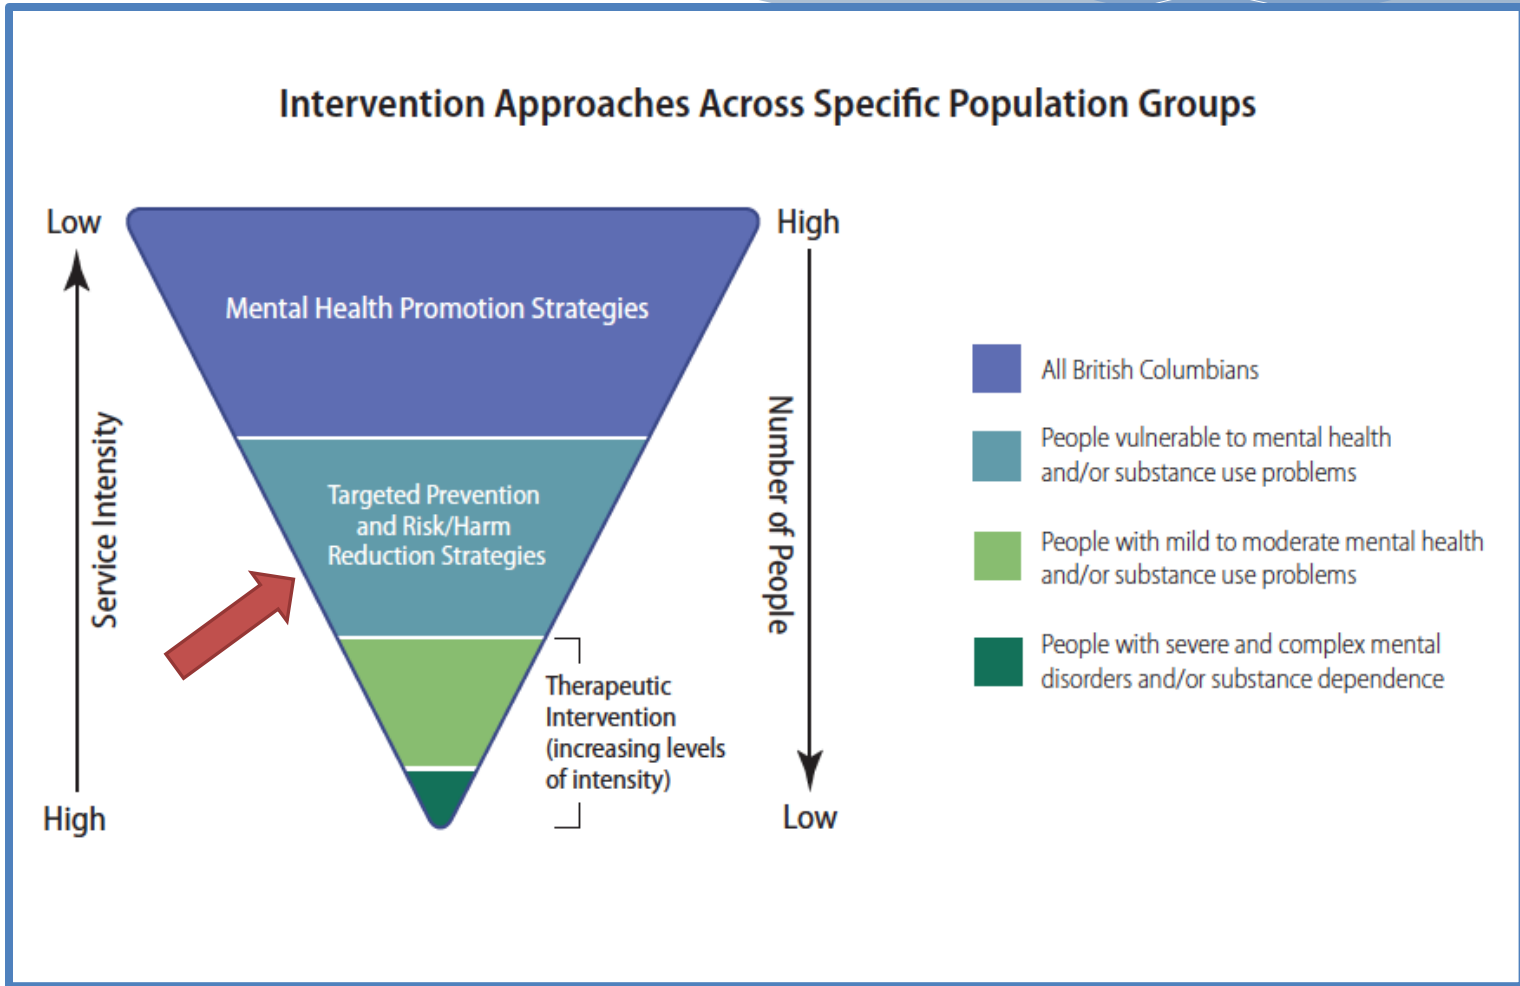 Intervention Approaches Across Specific Population Groups
Low
High
Mental Health Promotion Strategies
Service Intensity
Number of People
Targeted Prevention
and Risk/Harm
Reduction Strategies
Therapeutic
Intervention
(increasing levels
of intensity)
High
Low
All British Columbians
People vulnerable to mental health
and/or substance use problems
People with mild to moderate mental health
and/or substance use problems
People with severe and complex mental
disorders and/or substance dependence